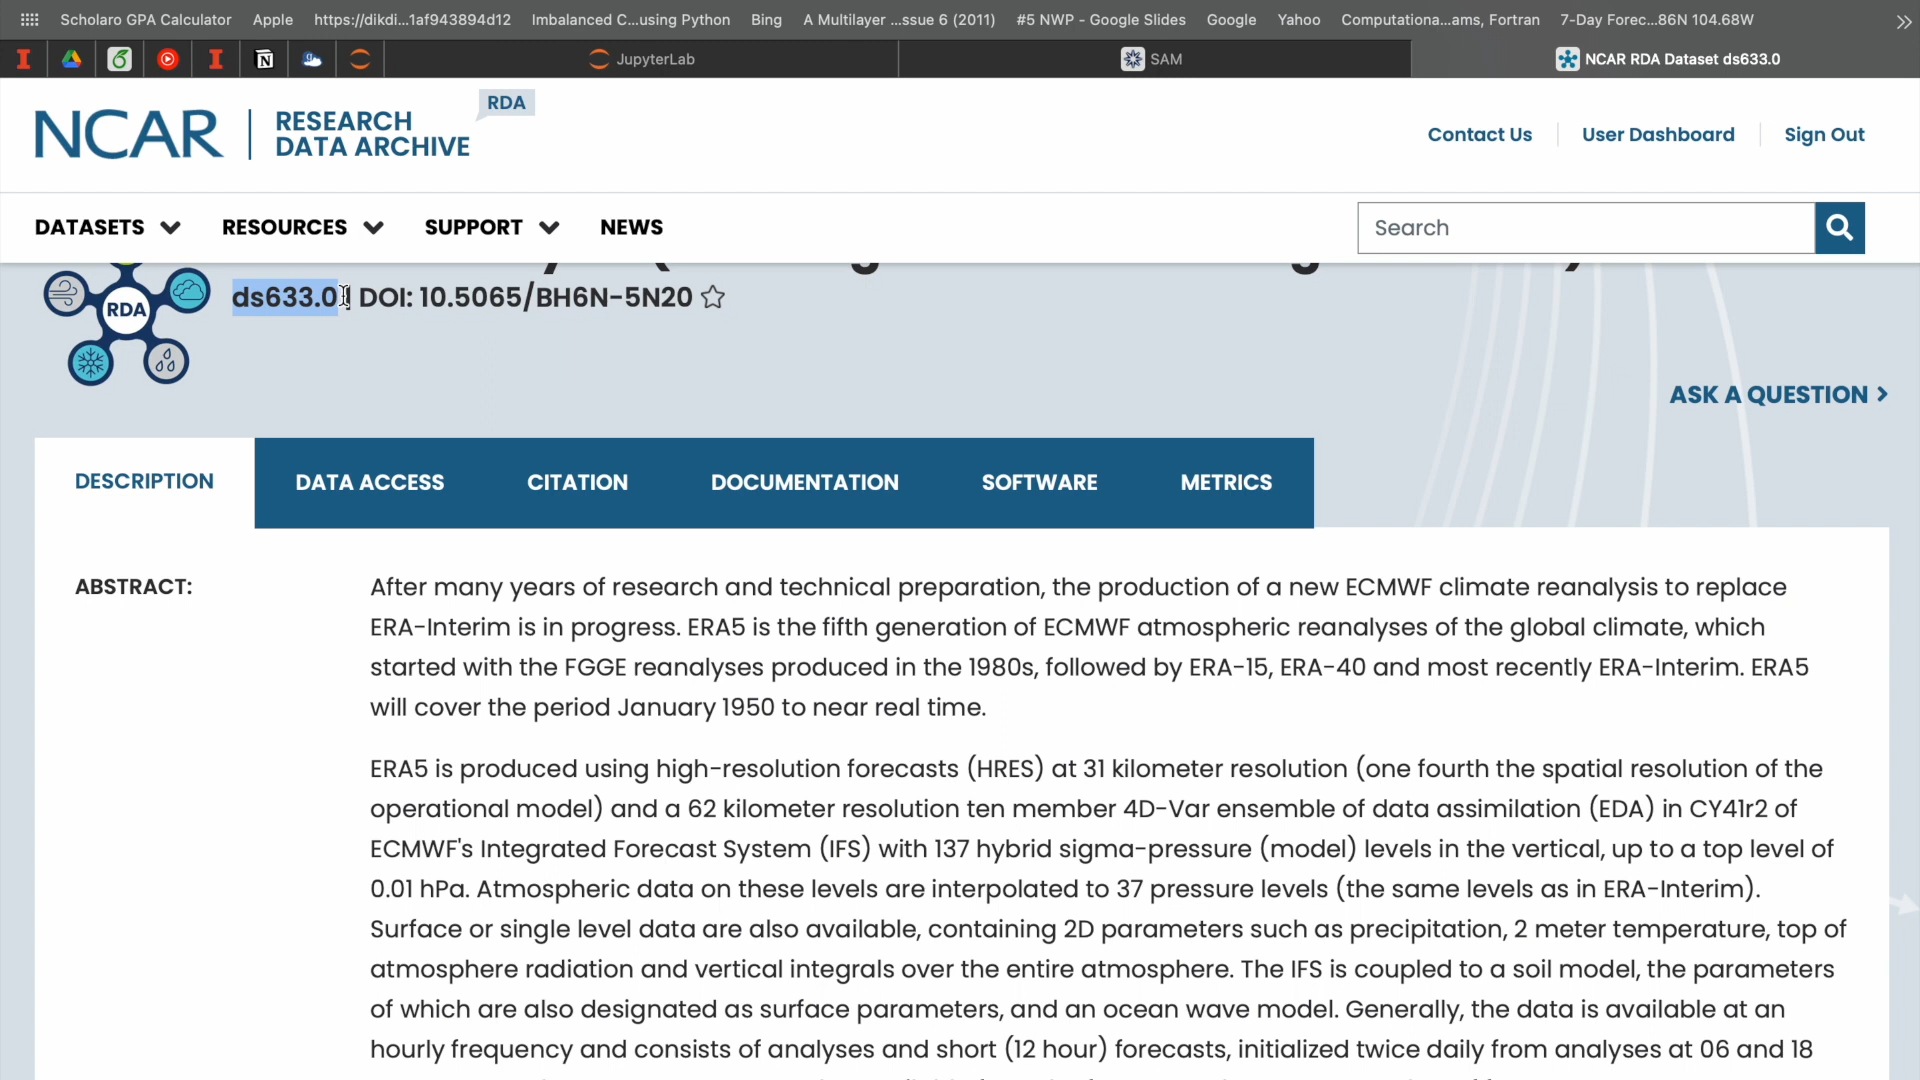 Scholaro GPA Calculator Apple https://dikdi...1af943894d12 Imbalanced C...using Python Bing A Multilayer ...ssue 6 (2011) #5 NWP - Google Slides Google Yahoo Computationa...ams, Fortran 7-Day Forec...86N 104.68W
JupyterLab SAM NCAR RDA Dataset ds633.0
NCAR RESEARCH DATA ARCHIVE RDA
Contact Us User Dashboard Sign Out
DATASETS RESOURCES SUPPORT NEWS Search
RDA
ds633.0 | DOI: 10.5065/BH6N-5N20
ASK A QUESTION >
DESCRIPTION DATA ACCESS CITATION DOCUMENTATION SOFTWARE METRICS
ABSTRACT:
After many years of research and technical preparation, the production of a new ECMWF climate reanalysis to replace
ERA-Interim is in progress. ERA5 is the fifth generation of ECMWF atmospheric reanalyses of the global climate, which
started with the FGGE reanalyses produced in the 1980s, followed by ERA-15, ERA-40 and most recently ERA-Interim. ERA5
will cover the period January 1950 to near real time.
ERA5 is produced using high-resolution forecasts (HRES) at 31 kilometer resolution (one fourth the spatial resolution of the
operational model) and a 62 kilometer resolution ten member 4D-Var ensemble of data assimilation (EDA) in CY41r2 of
ECMWF's Integrated Forecast System (IFS) with 137 hybrid sigma-pressure (model) levels in the vertical, up to a top level of
0.01 hPa. Atmospheric data on these levels are interpolated to 37 pressure levels (the same levels as in ERA-Interim).
Surface or single level data are also available, containing 2D parameters such as precipitation, 2 meter temperature, top of
atmosphere radiation and vertical integrals over the entire atmosphere. The IFS is coupled to a soil model, the parameters
of which are also designated as surface parameters, and an ocean wave model. Generally, the data is available at an
hourly frequency and consists of analyses and short (12 hour) forecasts, initialized twice daily from analyses at 06 and 18